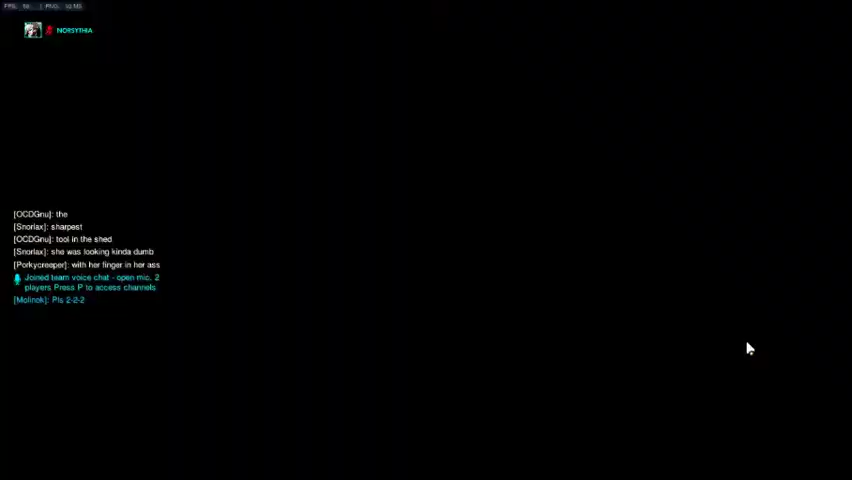 NORSYTHIA
[OCDGnu]: the
[Snorlax]: sharpest
[OCDGnu]: tool in the shed
[Snorlax]: she was looking kinda dumb
[Porkycreeper]: with her finger in her ass
Joined team voice chat - open mic. 2
players Press P to access channels
[Molinok]: Pls 2-2-2